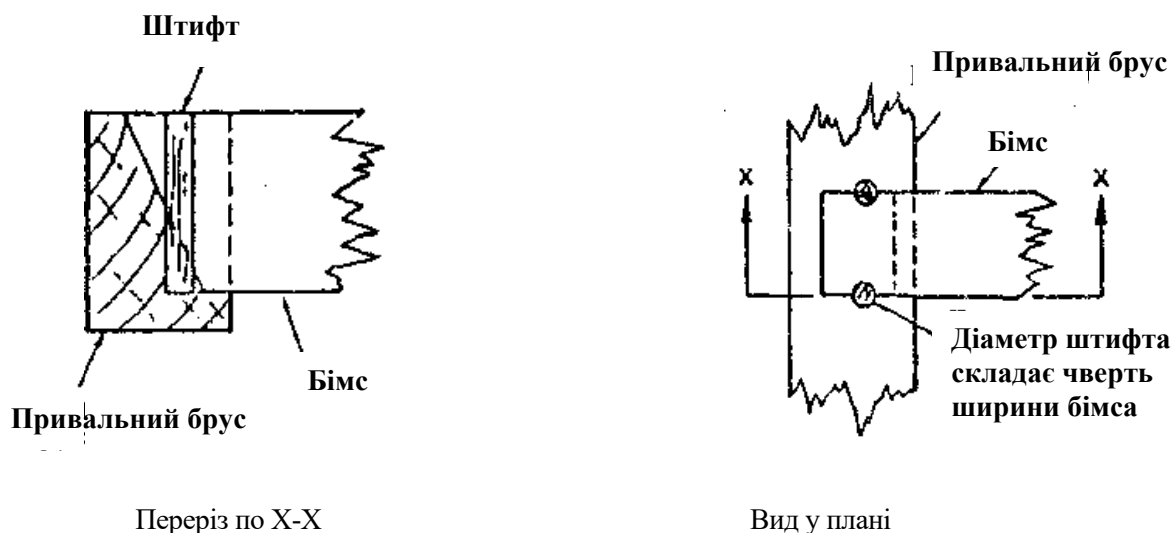 Штифт
Привальний брус
Бімс
X X
Бімс
Діаметр штифта
складає чверть
ширини бімса
Привальний брус
Переріз по X-X
Вид у плані